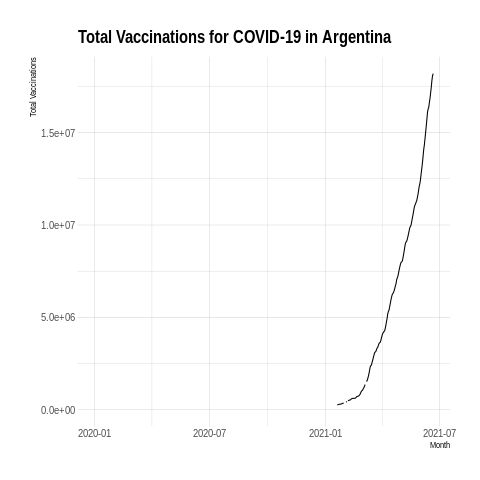 Total Vaccinations for COVID-19 in Argentina
Total Vaccinations
1.5e+07
1.0e+07
5.0e+06
0.0e+00
2020-01 2020-07 2021-01 2021-07
Month